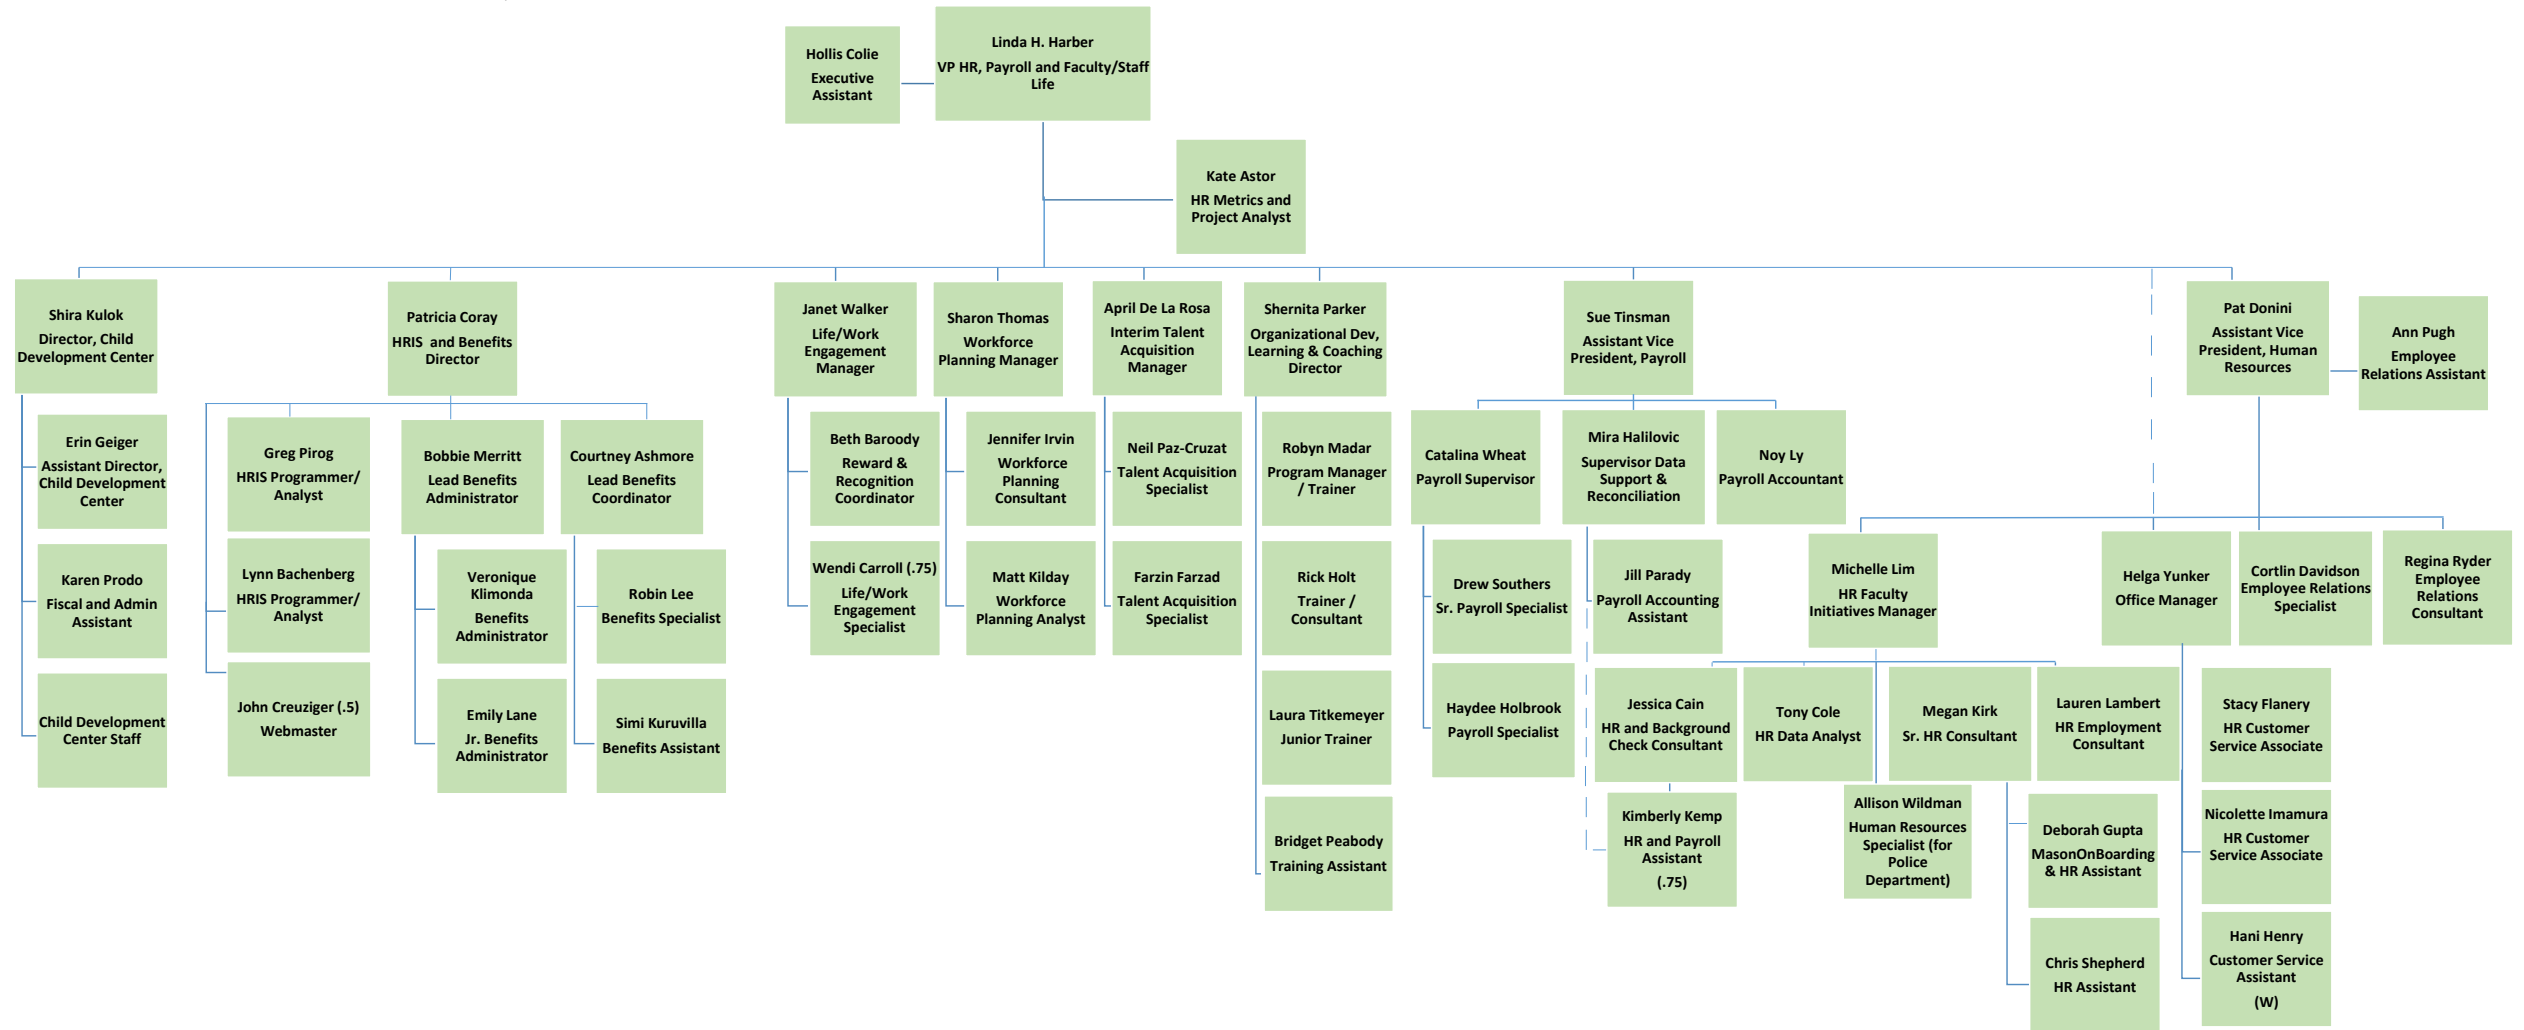 Hollis Colie
Executive
Assistant
Linda H. Harber
VP HR, Payroll and Faculty/Staff
Life
Kate Astor
HR Metrics and
Project Analyst
Shira Kulok
Director, Child
Development Center
Patricia Coray
HRIS and Benefits
Director
Janet Walker
Life/Work
Engagement
Manager
Sharon Thomas
Workforce
Planning Manager
April De La Rosa
Interim Talent
Acquisition
Manager
Shernita Parker
Organizational Dev,
Learning & Coaching
Director
Sue Tinsman
Assistant Vice
President, Payroll
Pat Donini
Assistant Vice
President, Human
Resources
Ann Pugh
Employee
Relations Assistant
Erin Geiger
Assistant Director,
Child Development
Center
Karen Prodo
Fiscal and Admin
Assistant
Child Development
Center Staff
Greg Pirog
HRIS Programmer/
Analyst
Lynn Bachenberg
HRIS Programmer/
Analyst
John Creuziger (.5)
Webmaster
Bobbie Merritt
Lead Benefits
Administrator
Veronique
Klimonda
Benefits
Administrator
Emily Lane
Jr. Benefits
Administrator
Courtney Ashmore
Lead Benefits
Coordinator
Robin Lee
Benefits Specialist
Simi Kuruvilla
Benefits Assistant
Beth Baroody
Reward &
Recognition
Coordinator
Wendi Carroll (.75)
Life/Work
Engagement
Specialist
Jennifer Irvin
Workforce
Planning
Consultant
Matt Kilday
Workforce
Planning Analyst
Neil Paz-Cruzat
Talent Acquisition
Specialist
Farzin Farzad
Talent Acquisition
Specialist
Robyn Madar
Program Manager
/ Trainer
Rick Holt
Trainer /
Consultant
Laura Titkemeyer
Junior Trainer
Bridget Peabody
Training Assistant
Catalina Wheat
Payroll Supervisor
Drew Southers
Sr. Payroll Specialist
Haydee Holbrook
Payroll Specialist
Mira Halilovic
Supervisor Data
Support &
Reconciliation
Jill Parady
Payroll Accounting
Assistant
Noy Ly
Payroll Accountant
Michelle Lim
HR Faculty
Initiatives Manager
Helga Yunker
Office Manager
Cortlin Davidson
Employee Relations
Specialist
Regina Ryder
Employee
Relations
Consultant
Jessica Cain
HR and Background
Check Consultant
Kimberly Kemp
HR and Payroll
Assistant
(.75)
Tony Cole
HR Data Analyst
Allison Wildman
Human Resources
Specialist (for
Police
Department)
Megan Kirk
Sr. HR Consultant
Deborah Gupta
MasonOnBoarding
& HR Assistant
Chris Shepherd
HR Assistant
Lauren Lambert
HR Employment
Consultant
Stacy Flanery
HR Customer
Service Associate
Nicolette Imamura
HR Customer
Service Associate
Hani Henry
Customer Service
Assistant
(W)